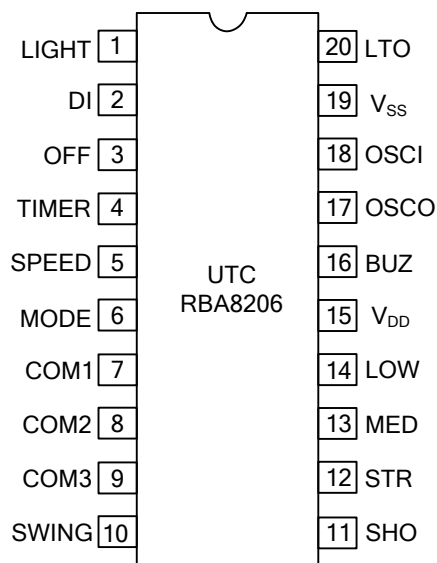 LIGHT 1 20 LTO
DI 2 19 VSS
OFF 3 18 OSCI
TIMER 4 17 OSCO
SPEED 5 16 BUZ
UTC
RBA8206
MODE 6 15 VDD
COM1 7 14 LOW
COM2 8 13 MED
COM3 9 12 STR
SWING 10 11 SHO